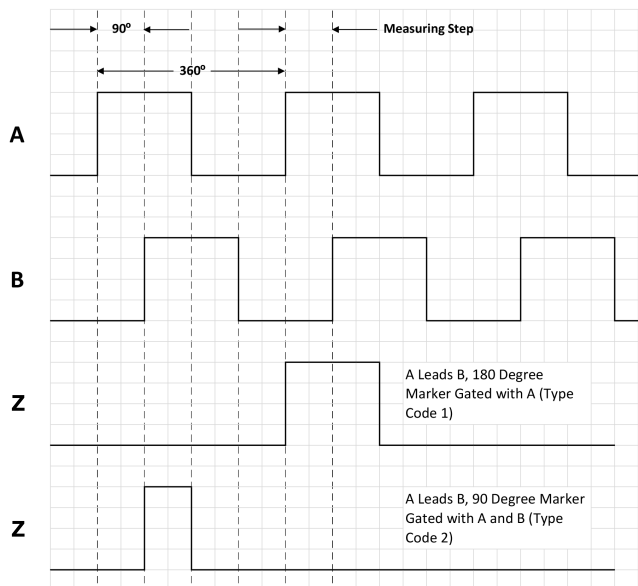 90º
Measuring Step
360º
A
B
Z
A Leads B, 180 Degree
Marker Gated with A (Type
Code 1)
Z
A Leads B, 90 Degree Marker
Gated with A and B (Type
Code 2)